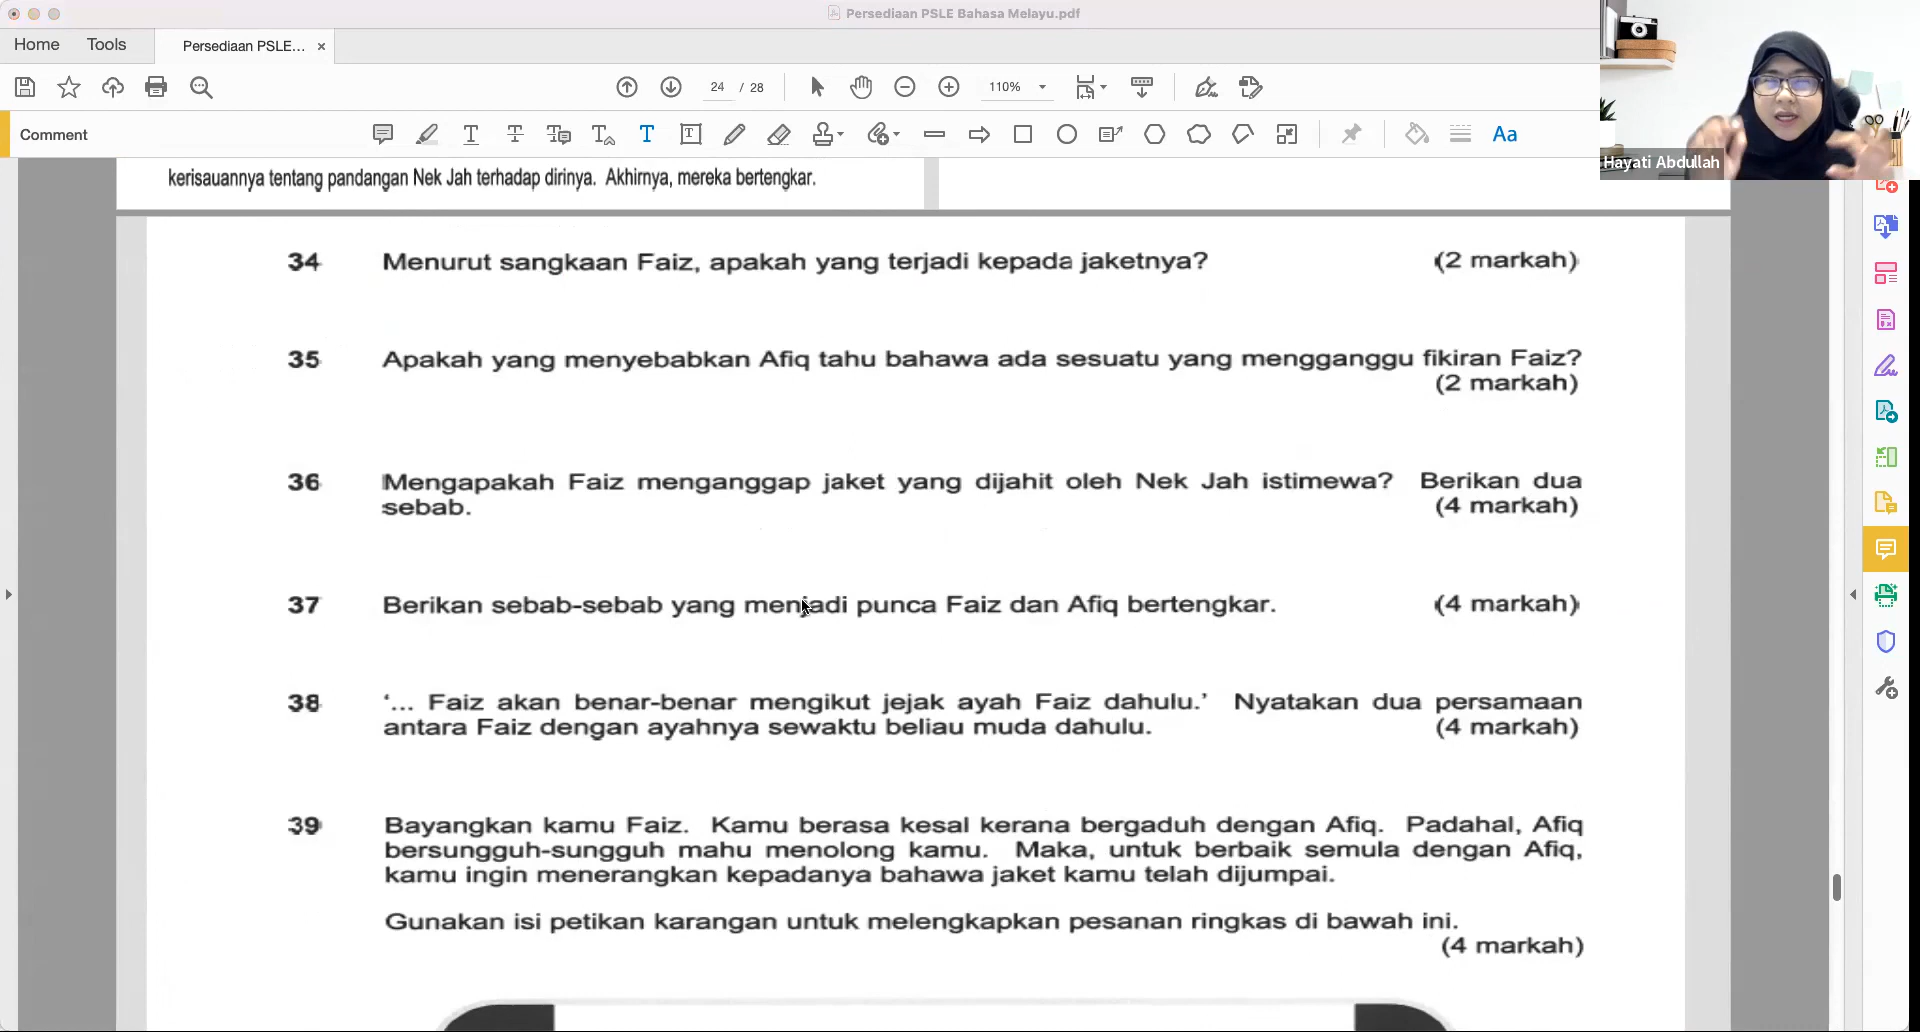 Persediaan PSLE Bahasa Melayu.pdf
Home Tools Persediaan PSLE... ×
24 / 28 110%
Comment
Aa
Hayati Abdullah
kerisauannya tentang pandangan Nek Jah terhadap dirinya. Akhirnya, mereka bertengkar.
34 Menurut sangkaan Faiz, apakah yang terjadi kepada jaketnya? (2 markah)
35 Apakah yang menyebabkan Afiq tahu bahawa ada sesuatu yang mengganggu fikiran Faiz?
(2 markah)
36 Mengapakah Faiz menganggap jaket yang dijahit oleh Nek Jah istimewa? Berikan dua
sebab. (4 markah)
37 Berikan sebab-sebab yang menjadi punca Faiz dan Afiq bertengkar. (4 markah)
38 ‘... Faiz akan benar-benar mengikut jejak ayah Faiz dahulu.’ Nyatakan dua persamaan
antara Faiz dengan ayahnya sewaktu beliau muda dahulu. (4 markah)
39 Bayangkan kamu Faiz. Kamu berasa kesal kerana bergaduh dengan Afiq. Padahal, Afiq
bersungguh-sungguh mahu menolong kamu. Maka, untuk berbaik semula dengan Afiq,
kamu ingin menerangkan kepadanya bahawa jaket kamu telah dijumpai.
Gunakan isi petikan karangan untuk melengkapkan pesanan ringkas di bawah ini.
(4 markah)